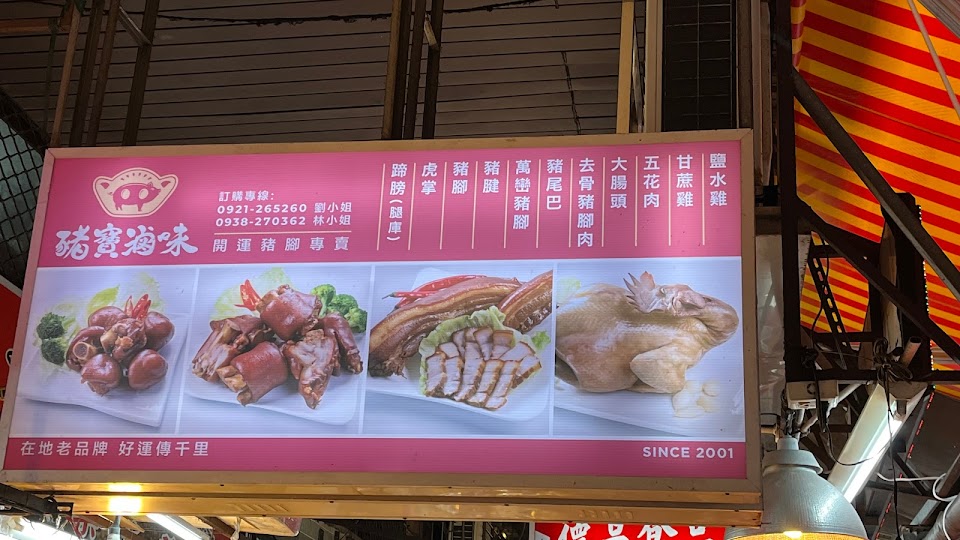 豬寶滷味
訂購專線:
0921-265260 劉小姐
0938-270362 林小姐
開運豬腳專賣
鹽水雞
甘蔗雞
五花肉
大腸頭
去骨豬腳肉
豬尾巴
萬巒豬腳
豬腱
豬腳
虎掌
蹄膀(腿庫)
在地老品牌 好運傳千里
SINCE 2001